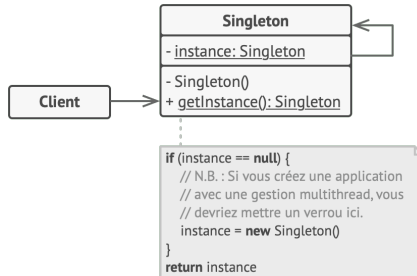 Singleton
- instance: Singleton
- Singleton()
+ getInstance(): Singleton
Client
if (instance == null) {
// N.B. : Si vous créez une application
// avec une gestion multithread, vous
// devriez mettre un verrou ici.
instance = new Singleton()
}
return instance